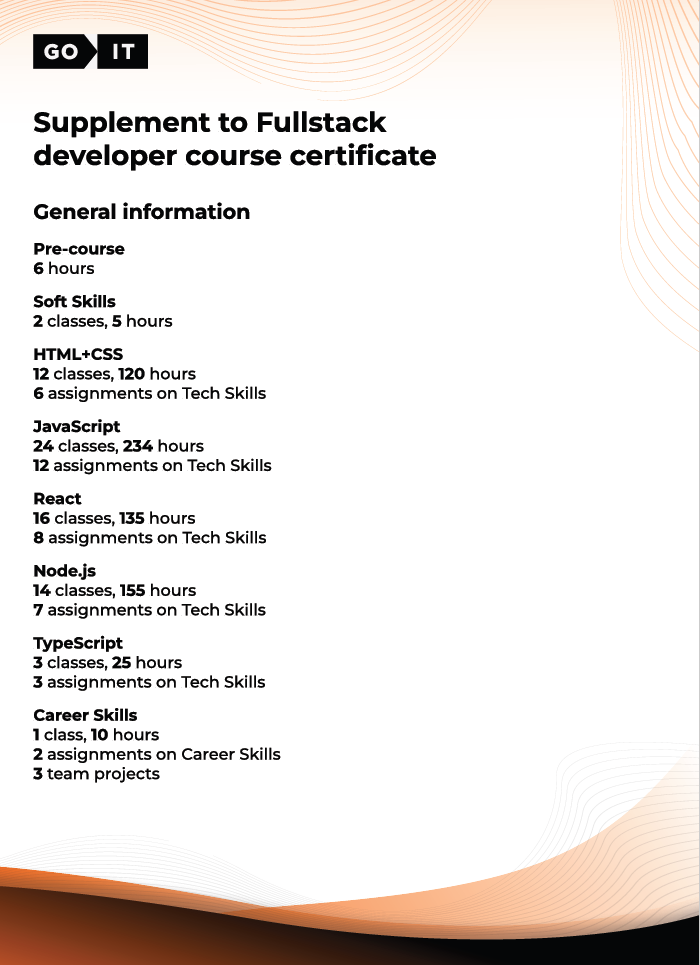 GO IT
Supplement to Fullstack
developer course certificate
General information
Pre-course
6 hours
Soft Skills
2 classes, 5 hours
HTML+CSS
12 classes, 120 hours
6 assignments on Tech Skills
JavaScript
24 classes, 234 hours
12 assignments on Tech Skills
React
16 classes, 135 hours
8 assignments on Tech Skills
Node.js
14 classes, 155 hours
7 assignments on Tech Skills
TypeScript
3 classes, 25 hours
3 assignments on Tech Skills
Career Skills
1 class, 10 hours
2 assignments on Career Skills
3 team projects